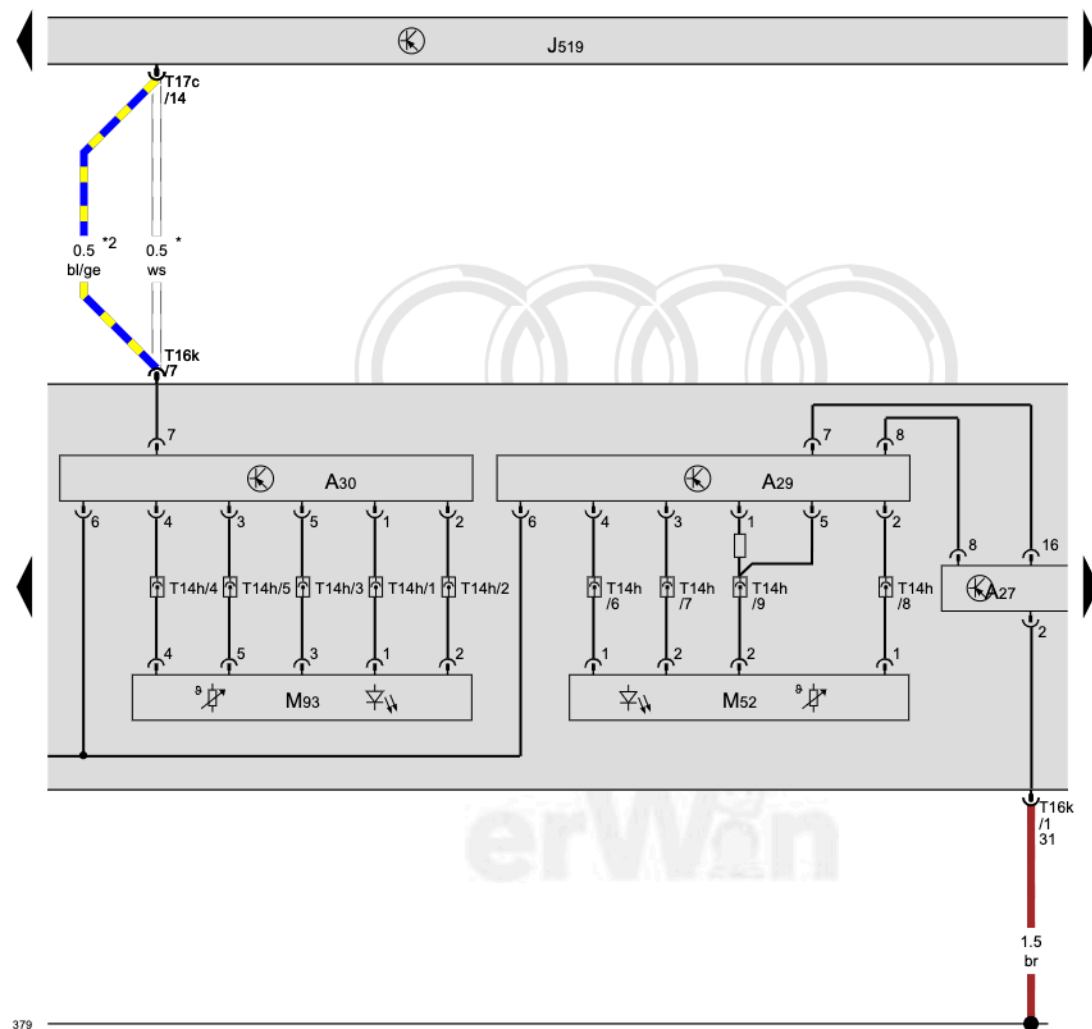 J519
T17c
/14
0.5 *2
bl/ge
0.5 *
ws
T16k
/7
7
7
8
A30
A29
6
4
3
5
1
2
6
4
3
1
5
2
8
16
T14h/4
T14h/5
T14h/3
T14h/1
T14h/2
T14h
/6
T14h
/7
T14h
/9
T14h
/8
A27
2
4
5
3
1
2
1
2
2
1
M93
M52
erWin
T16k
/1
31
1.5
br
379